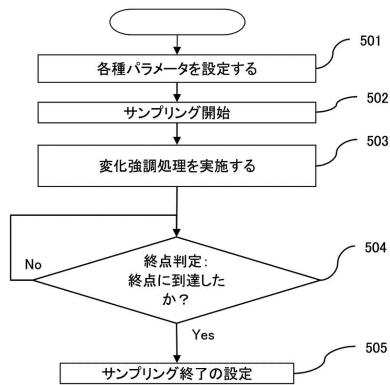 各種パラメータを設定する
501
サンプリング開始
502
変化強調処理を実施する
503
終点判定:
終点に到達した
か?
504
No
Yes
サンプリング終了の設定
505